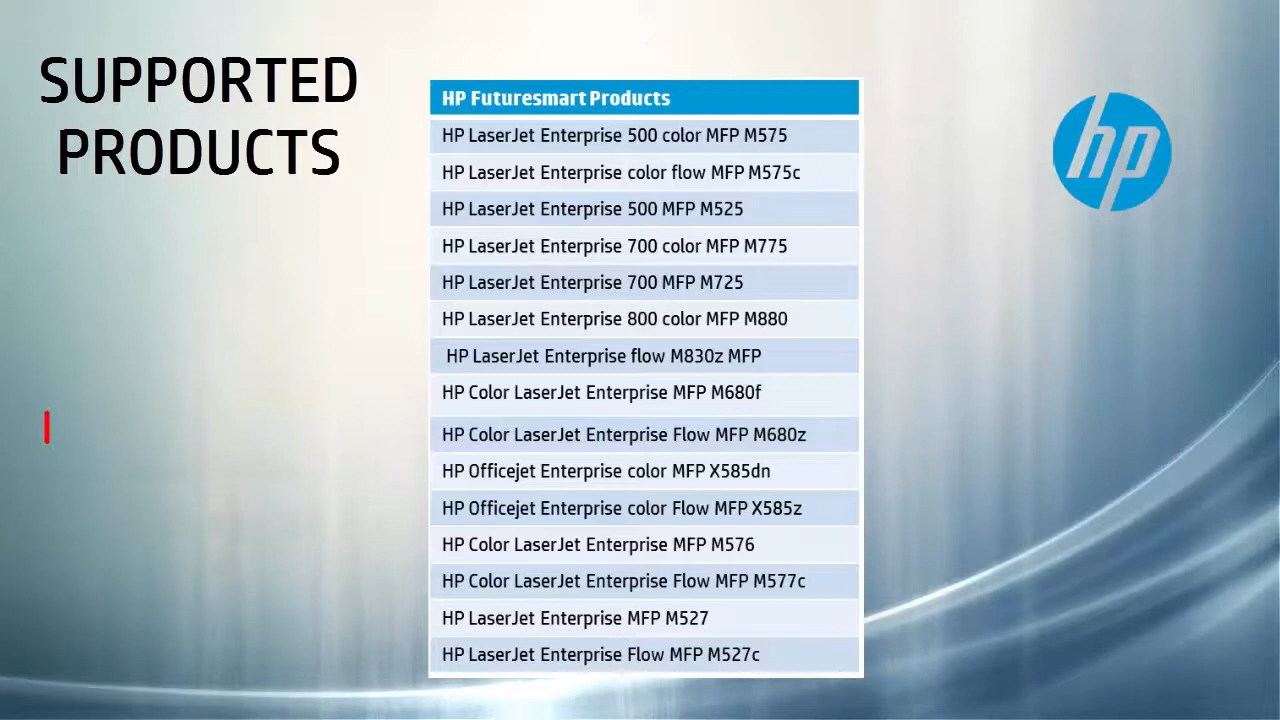 SUPPORTED
PRODUCTS
HP Futuresmart Products
HP LaserJet Enterprise 500 color MFP M575
HP LaserJet Enterprise color flow MFP M575c
HP LaserJet Enterprise 500 MFP M525
HP LaserJet Enterprise 700 color MFP M775
HP LaserJet Enterprise 700 MFP M725
HP LaserJet Enterprise 800 color MFP M880
HP LaserJet Enterprise flow M830z MFP
HP Color LaserJet Enterprise MFP M680f
HP Color LaserJet Enterprise Flow MFP M680z
HP Officejet Enterprise color MFP X585dn
HP Officejet Enterprise color Flow MFP X585z
HP Color LaserJet Enterprise MFP M576
HP Color LaserJet Enterprise Flow MFP M577c
HP LaserJet Enterprise MFP M527
HP LaserJet Enterprise Flow MFP M527c
hp